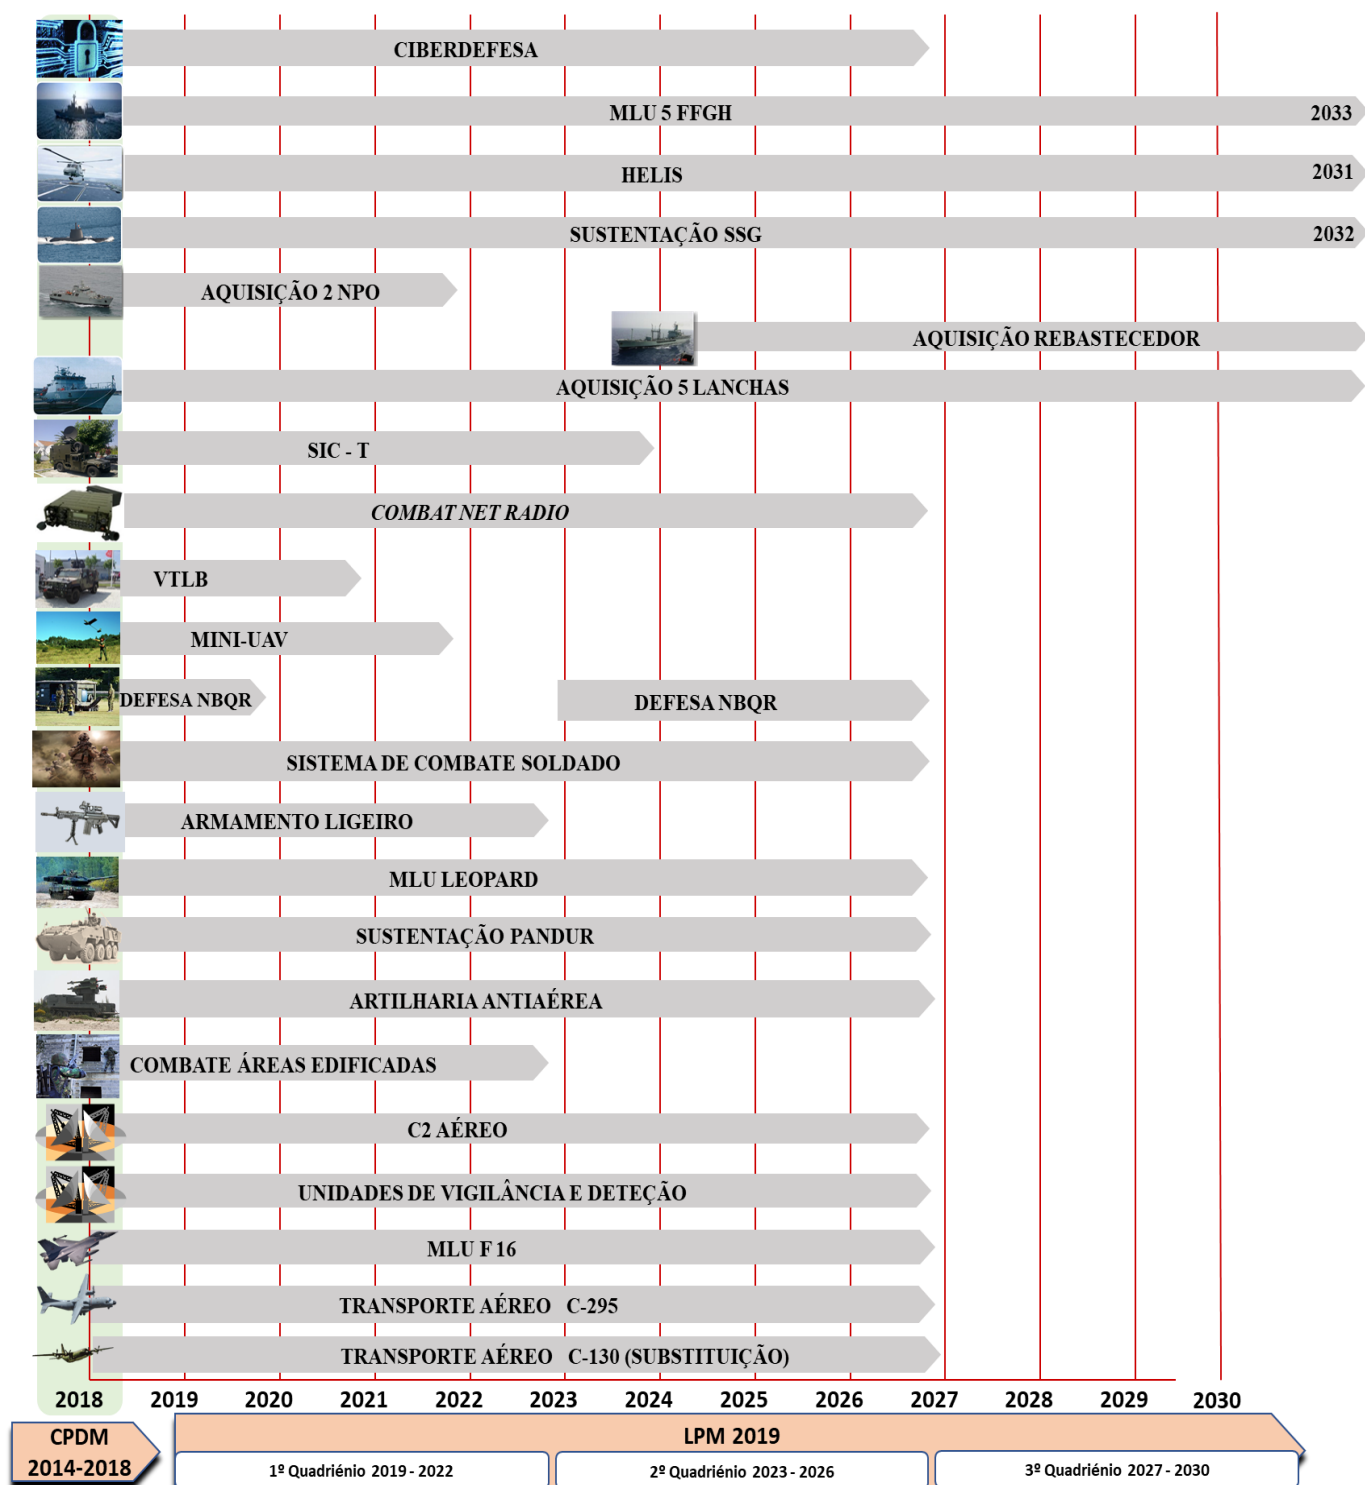 CIBERDEFESA
MLU 5 FFGH 2033
HELIS 2031
SUSTENTAÇÃO SSG 2032
AQUISIÇÃO 2 NPO
AQUISIÇÃO REBASTECEDOR
AQUISIÇÃO 5 LANCHAS
SIC - T
COMBAT NET RADIO
VTLB
MINI-UAV
DEFESA NBQR DEFESA NBQR
SISTEMA DE COMBATE SOLDADO
ARMAMENTO LIGEIRO
MLU LEOPARD
SUSTENTAÇÃO PANDUR
ARTILHARIA ANTIAÉREA
COMBATE ÁREAS EDIFICADAS
C2 AÉREO
UNIDADES DE VIGILÂNCIA E DETEÇÃO
MLU F 16
TRANSPORTE AÉREO C-295
TRANSPORTE AÉREO C-130 (SUBSTITUIÇÃO)
2018 2019 2020 2021 2022 2023 2024 2025 2026 2027 2028 2029 2030
CPDM
2014-2018
LPM 2019
1º Quadriénio 2019 - 2022 2º Quadriénio 2023 - 2026 3º Quadriénio 2027 - 2030